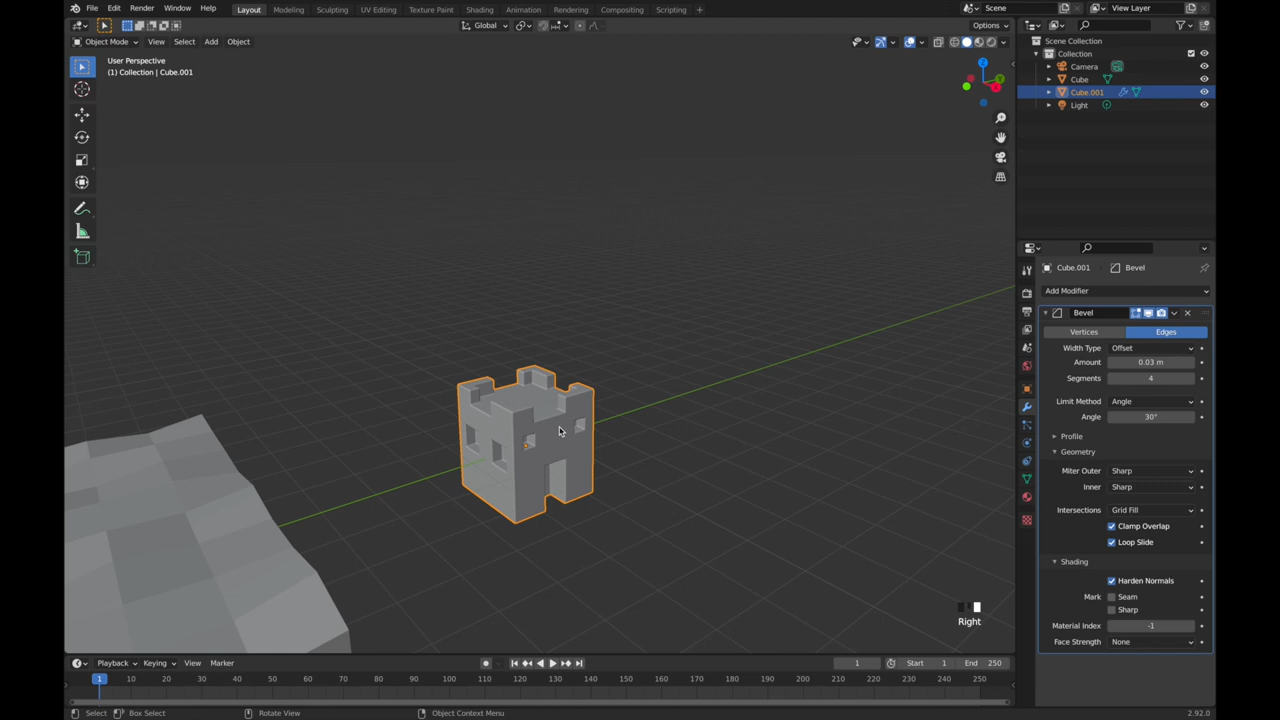 File Edit Render Window Help
Layout Modeling Sculpting UV Editing Texture Paint Shading Animation Rendering Compositing Scripting +
Scene View Layer
Global Options
Object Mode View Select Add Object
User Perspective
(1) Collection | Cube.001
Scene Collection
Collection
Camera
Cube
Cube.001
Light
Cube.001 Bevel
Add Modifier
Bevel
Vertices Edges
Width Type Offset
Amount 0.03 m
Segments 4
Limit Method Angle
Angle 30°
Profile
Geometry
Miter Outer Sharp
Inner Sharp
Intersections Grid Fill
Clamp Overlap
Loop Slide
Shading
Harden Normals
Mark Seam
Sharp
Material Index -1
Face Strength None
Right
Playback Keying View Marker 1 Start 1 End 250
1 10 20 30 40 50 60 70 80 90 100 110 120 130 140 150 160 170 180 190 200 210 220 230 240 250
Select Box Select Rotate View Object Context Menu 2.92.0